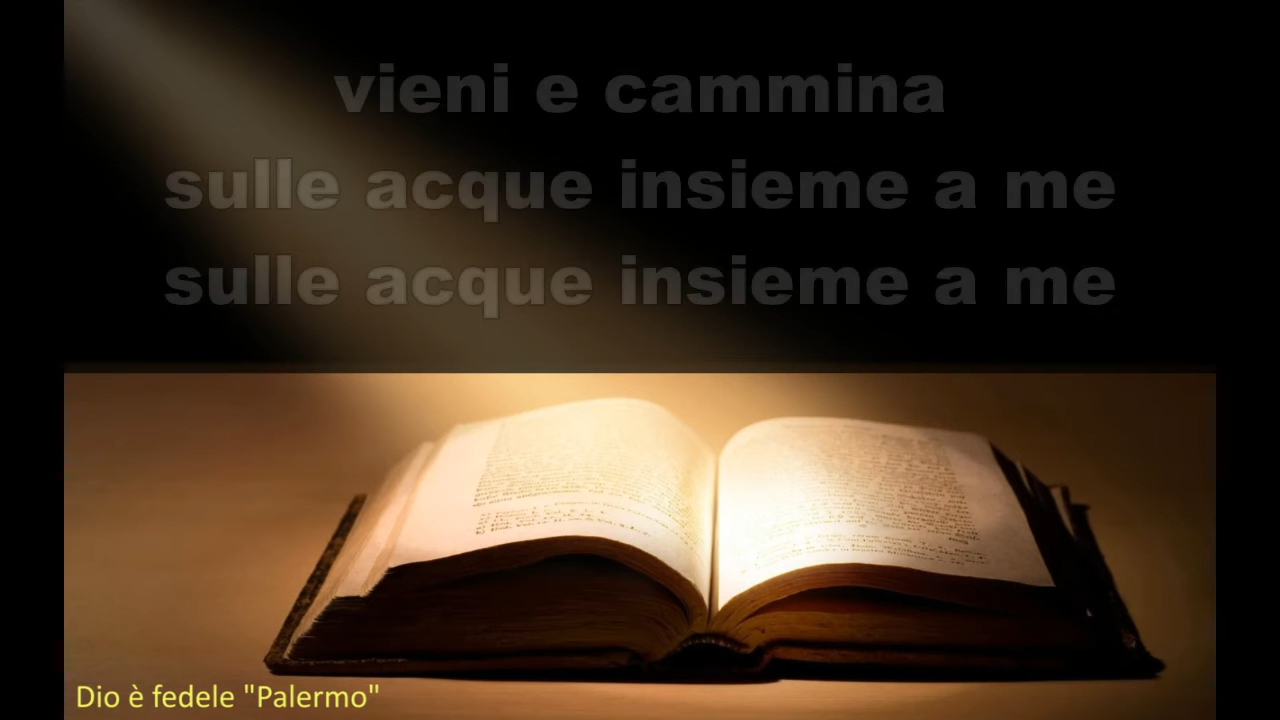 vieni e cammina
sulle acque insieme a me
sulle acque insieme a me
Dio è fedele "Palermo"